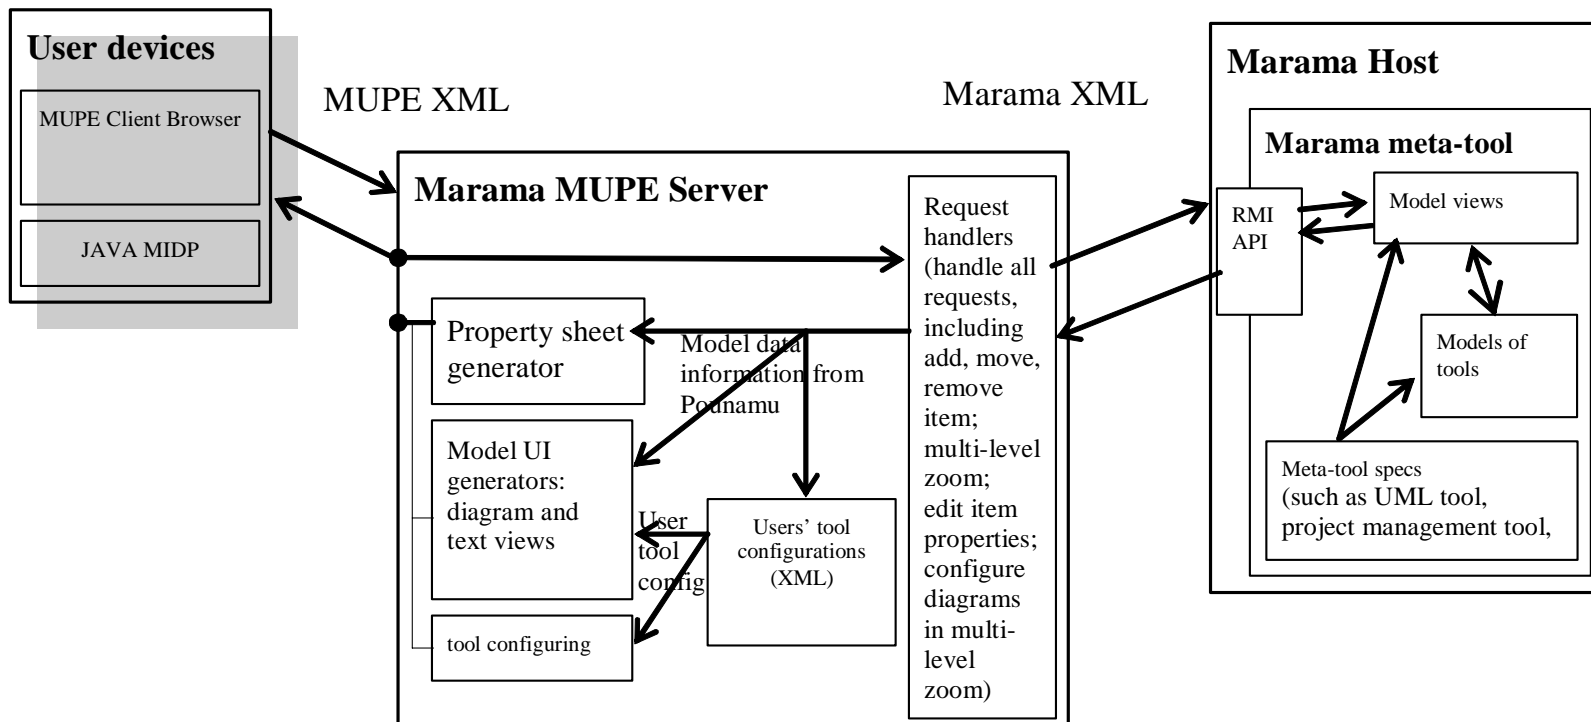 User devices
MUPE Client Browser
JAVA MIDP
MUPE XML
Marama XML
Marama MUPE Server
Property sheet
generator
Model data
information from
Pounamu
Model UI
generators:
diagram and
text views
User
tool
config
Users' tool
configurations
(XML)
tool configuring
Request
handlers
(handle all
requests,
including
add, move,
remove
item;
multi-level
zoom;
edit item
properties;
configure
diagrams
in multi-
level
zoom)
Marama Host
Marama meta-tool
RMI
API
Model views
Models of
tools
Meta-tool specs
(such as UML tool,
project management tool,